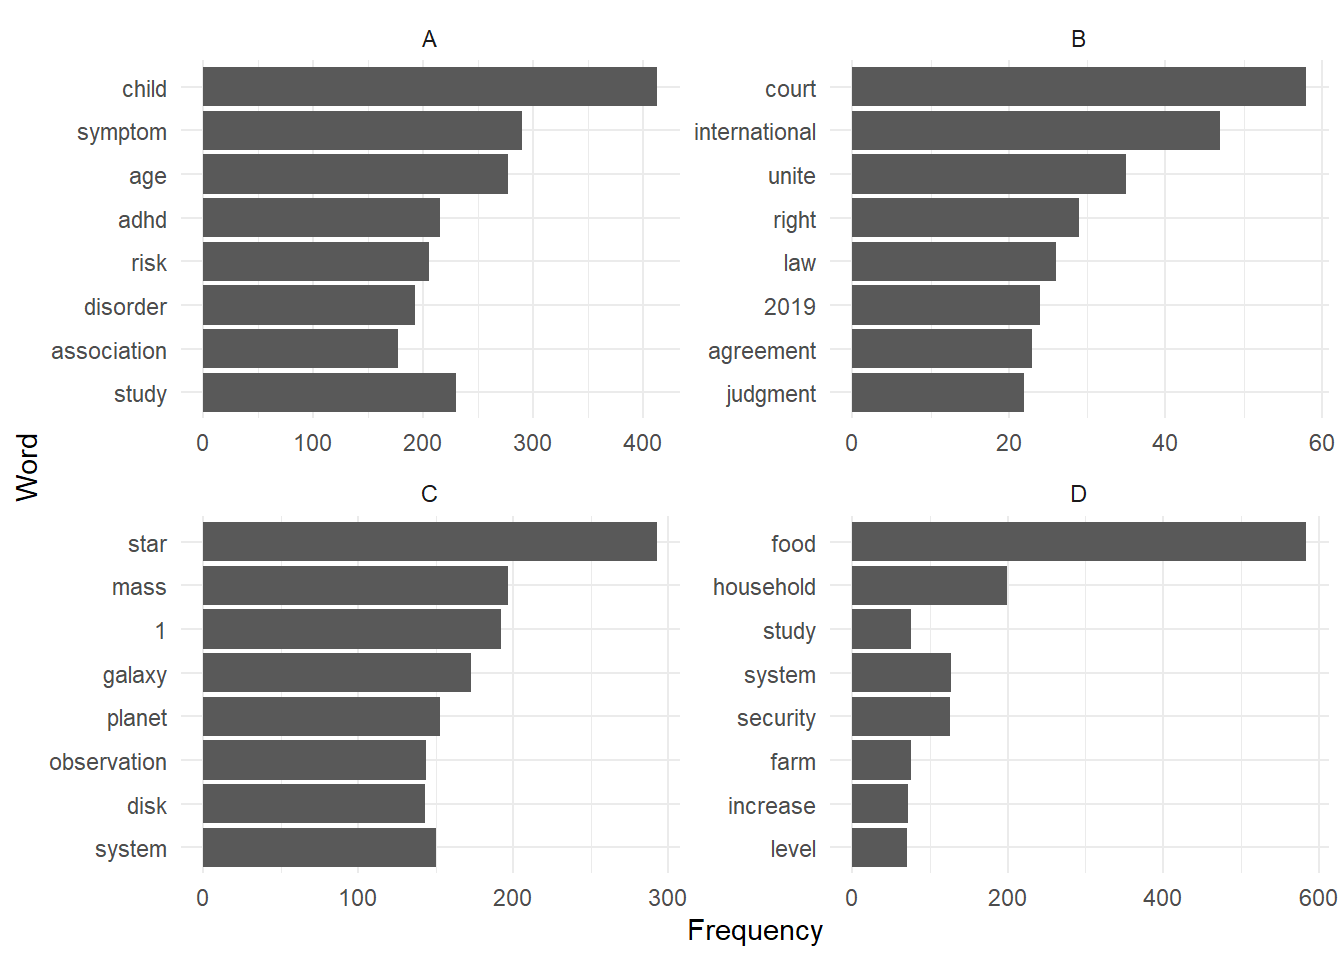 A
child
symptom
age
adhd
risk
disorder
association
study
0 100 200 300 400
B
court
international
unite
right
law
2019
agreement
judgment
0 20 40 60
Word
C
star
mass
1
galaxy
planet
observation
disk
system
0 100 200 300
D
food
household
study
system
security
farm
increase
level
0 200 400 600
Frequency